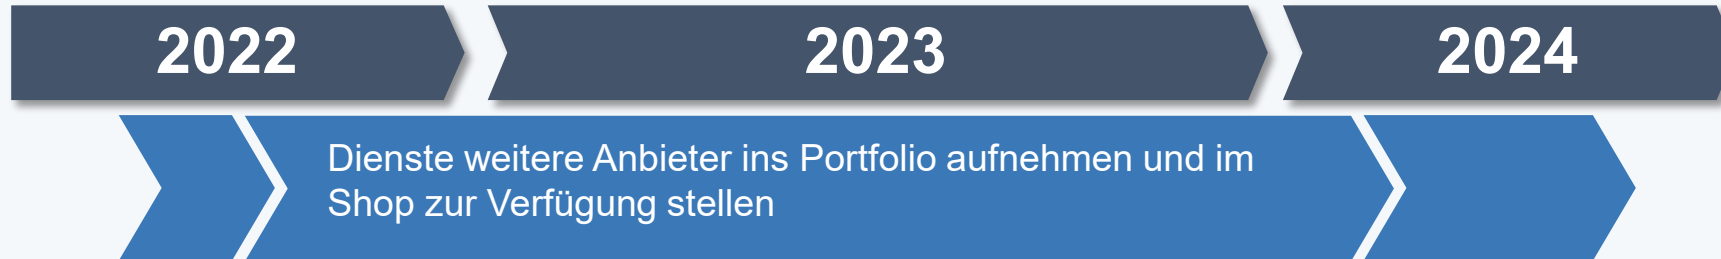 2022
2023
2024
Dienste weitere Anbieter ins Portfolio aufnehmen und im
Shop zur Verfügung stellen